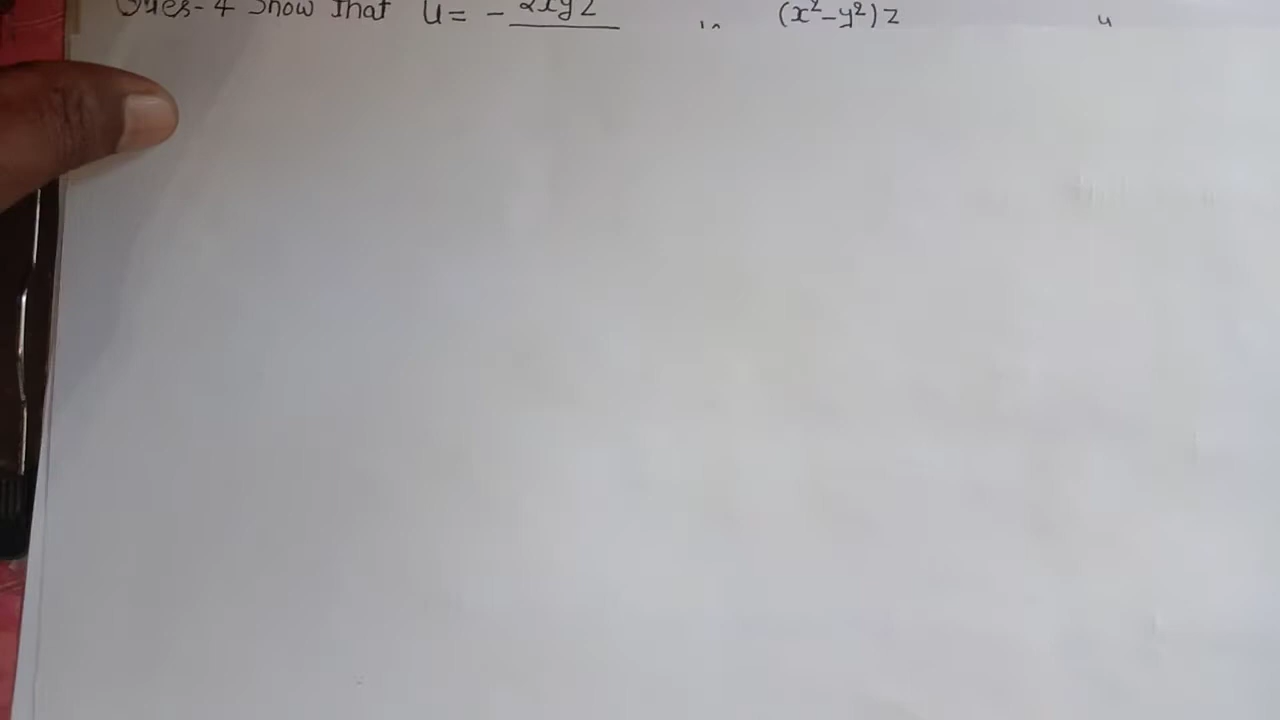 Ques-4 Show that u= - 2xyz (x²-y²) z